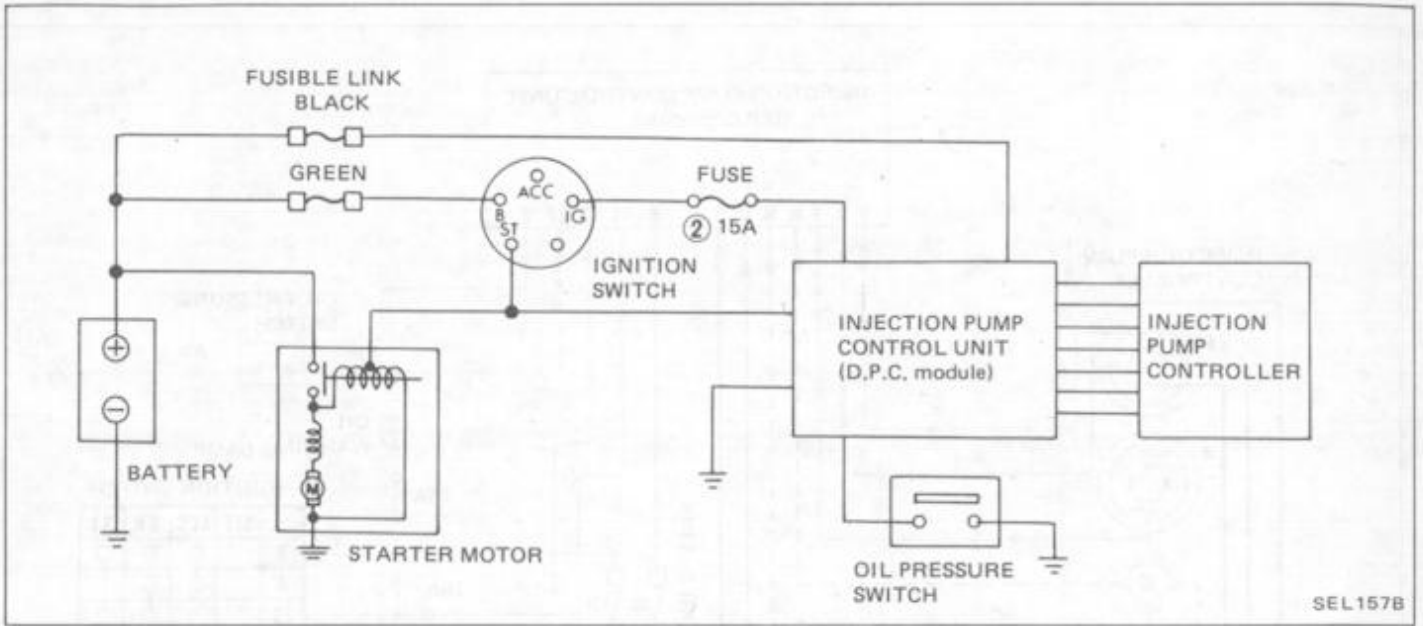 FUSIBLE LINK
BLACK
GREEN
ACC
B
IG
ST
FUSE
② 15A
IGNITION
SWITCH
INJECTION PUMP
CONTROL UNIT
(D.P.C. module)
INJECTION
PUMP
CONTROLLER
+
−
BATTERY
M
STARTER MOTOR
OIL PRESSURE
SWITCH
SEL157B